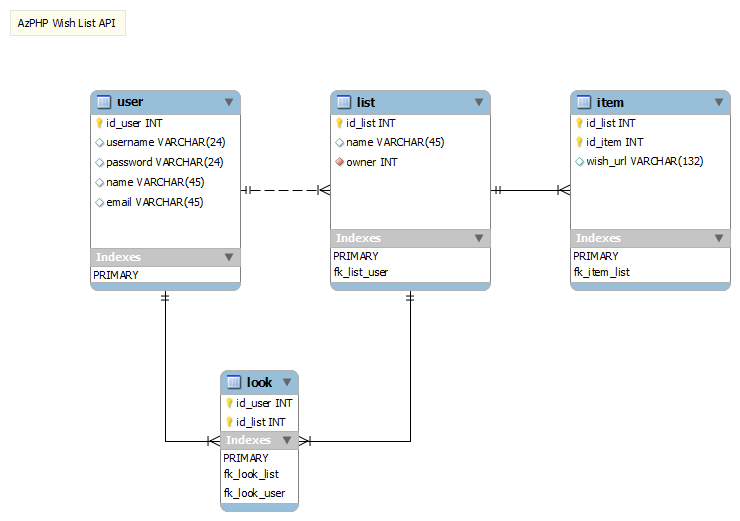 AzPHP Wish List API
user
id_user INT
username VARCHAR(24)
password VARCHAR(24)
name VARCHAR(45)
email VARCHAR(45)
Indexes
PRIMARY
list
id_list INT
name VARCHAR(45)
owner INT
Indexes
PRIMARY
fk_list_user
item
id_list INT
id_item INT
wish_url VARCHAR(132)
Indexes
PRIMARY
fk_item_list
look
id_user INT
id_list INT
Indexes
PRIMARY
fk_look_list
fk_look_user